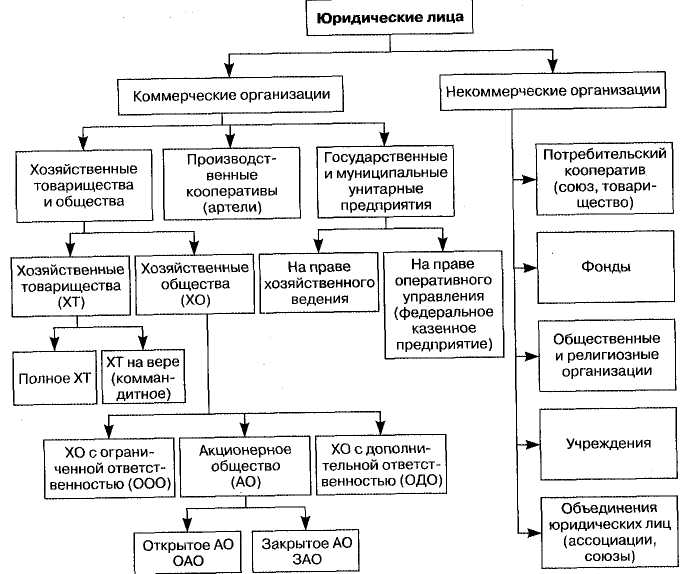 Юридические лица
Коммерческие организации
Некоммерческие организации
Хозяйственные
товарищества
и общества
Производст-
венные
кооперативы
(артели)
Государственные
и муниципальные
унитарные
предприятия
Потребительский
кооператив
(союз, товари-
щество)
Хозяйственные
товарищества
(ХТ)
Хозяйственные
общества
(ХО)
На праве
хозяйственного
ведения
На праве
оперативного
управления
(федеральное
казенное
предприятие)
Фонды
Полное ХТ
ХТ на вере
(комман-
дитное)
Общественные
и религиозные
организации
ХО с ограни-
ченной ответст-
венностью (ООО)
Акционерное
общество
(АО)
ХО с дополни-
тельной ответст-
венностью (ОДО)
Учреждения
Открытое АО
ОАО
Закрытое АО
ЗАО
Объединения
юридических лиц
(ассоциации,
союзы)